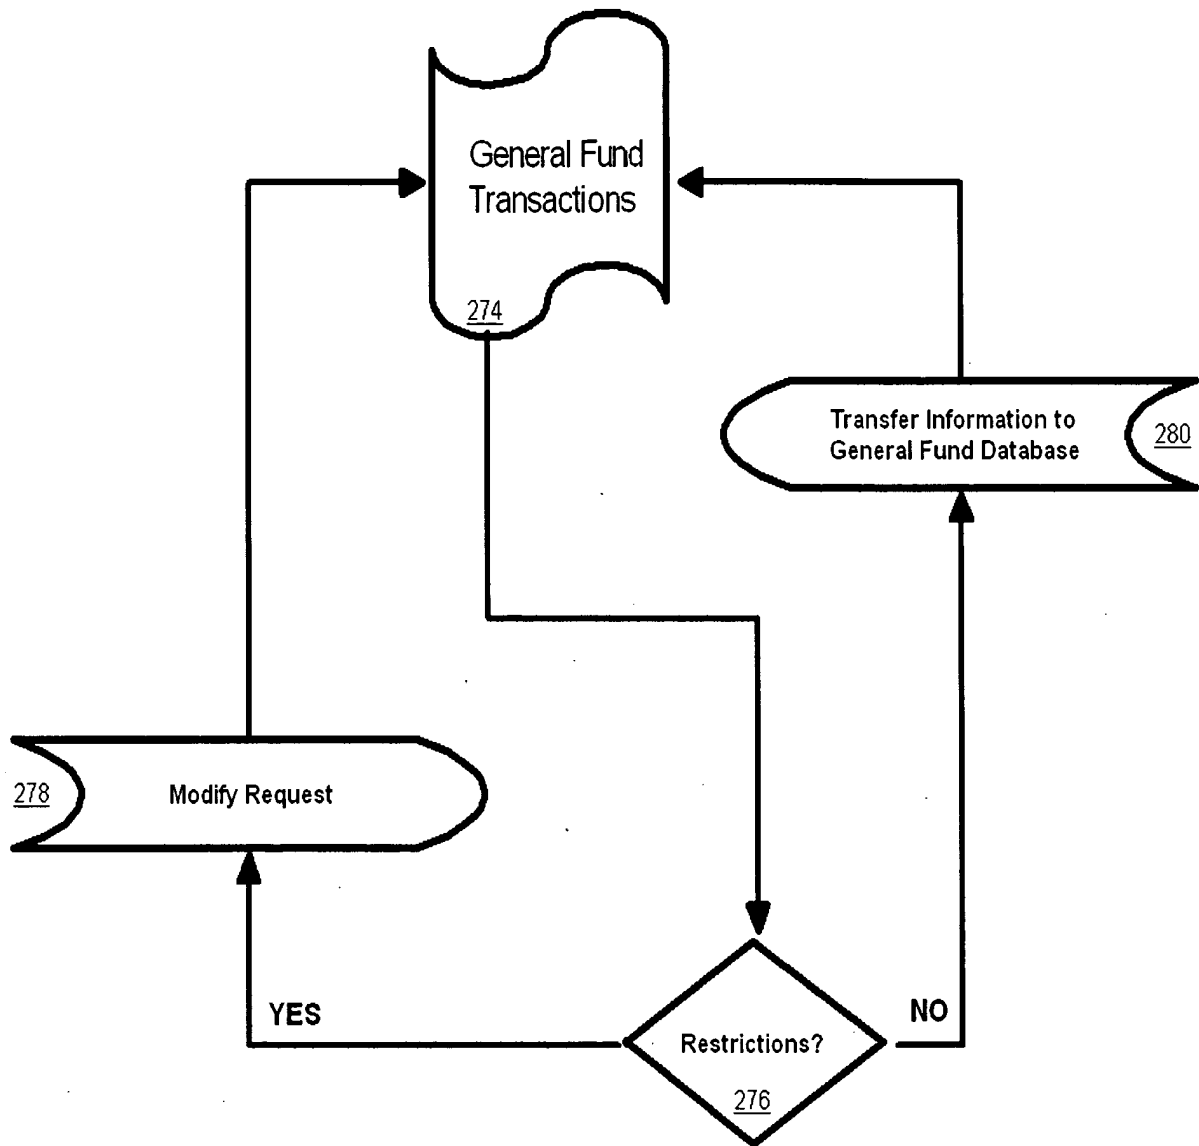 General Fund
Transactions
274
Transfer Information to
General Fund Database
280
278
Modify Request
YES
NO
Restrictions?
276